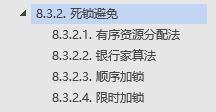 8.3.2. 死锁避免
8.3.2.1. 有序资源分配法
8.3.2.2. 银行家算法
8.3.2.3. 顺序加锁
8.3.2.4. 限时加锁